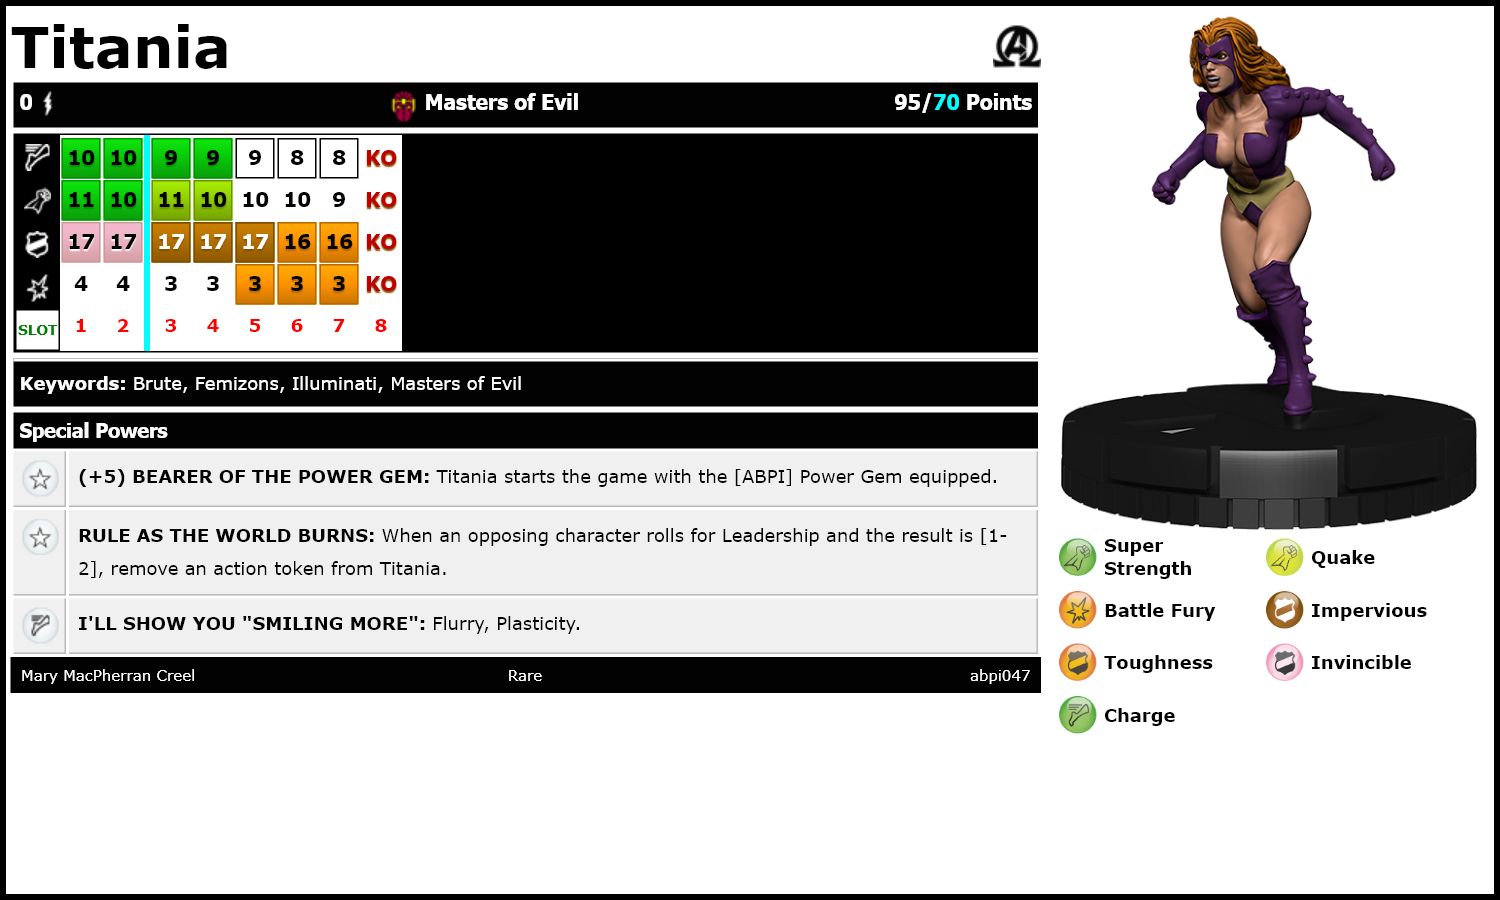 Titania
0 Masters of Evil 95/70 Points
10 10 9 9 9 8 8 KO
11 10 11 10 10 10 9 KO
17 17 17 17 17 16 16 KO
4 4 3 3 3 3 3 KO
SLOT 1 2 3 4 5 6 7 8
Keywords: Brute, Femizons, Illuminati, Masters of Evil
Special Powers
(+5) BEARER OF THE POWER GEM: Titania starts the game with the [ABPI] Power Gem equipped.
RULE AS THE WORLD BURNS: When an opposing character rolls for Leadership and the result is [1-
2], remove an action token from Titania.
I'LL SHOW YOU "SMILING MORE": Flurry, Plasticity.
Mary MacPherran Creel Rare abpi047
Super
Strength
Quake
Battle Fury
Impervious
Toughness
Invincible
Charge